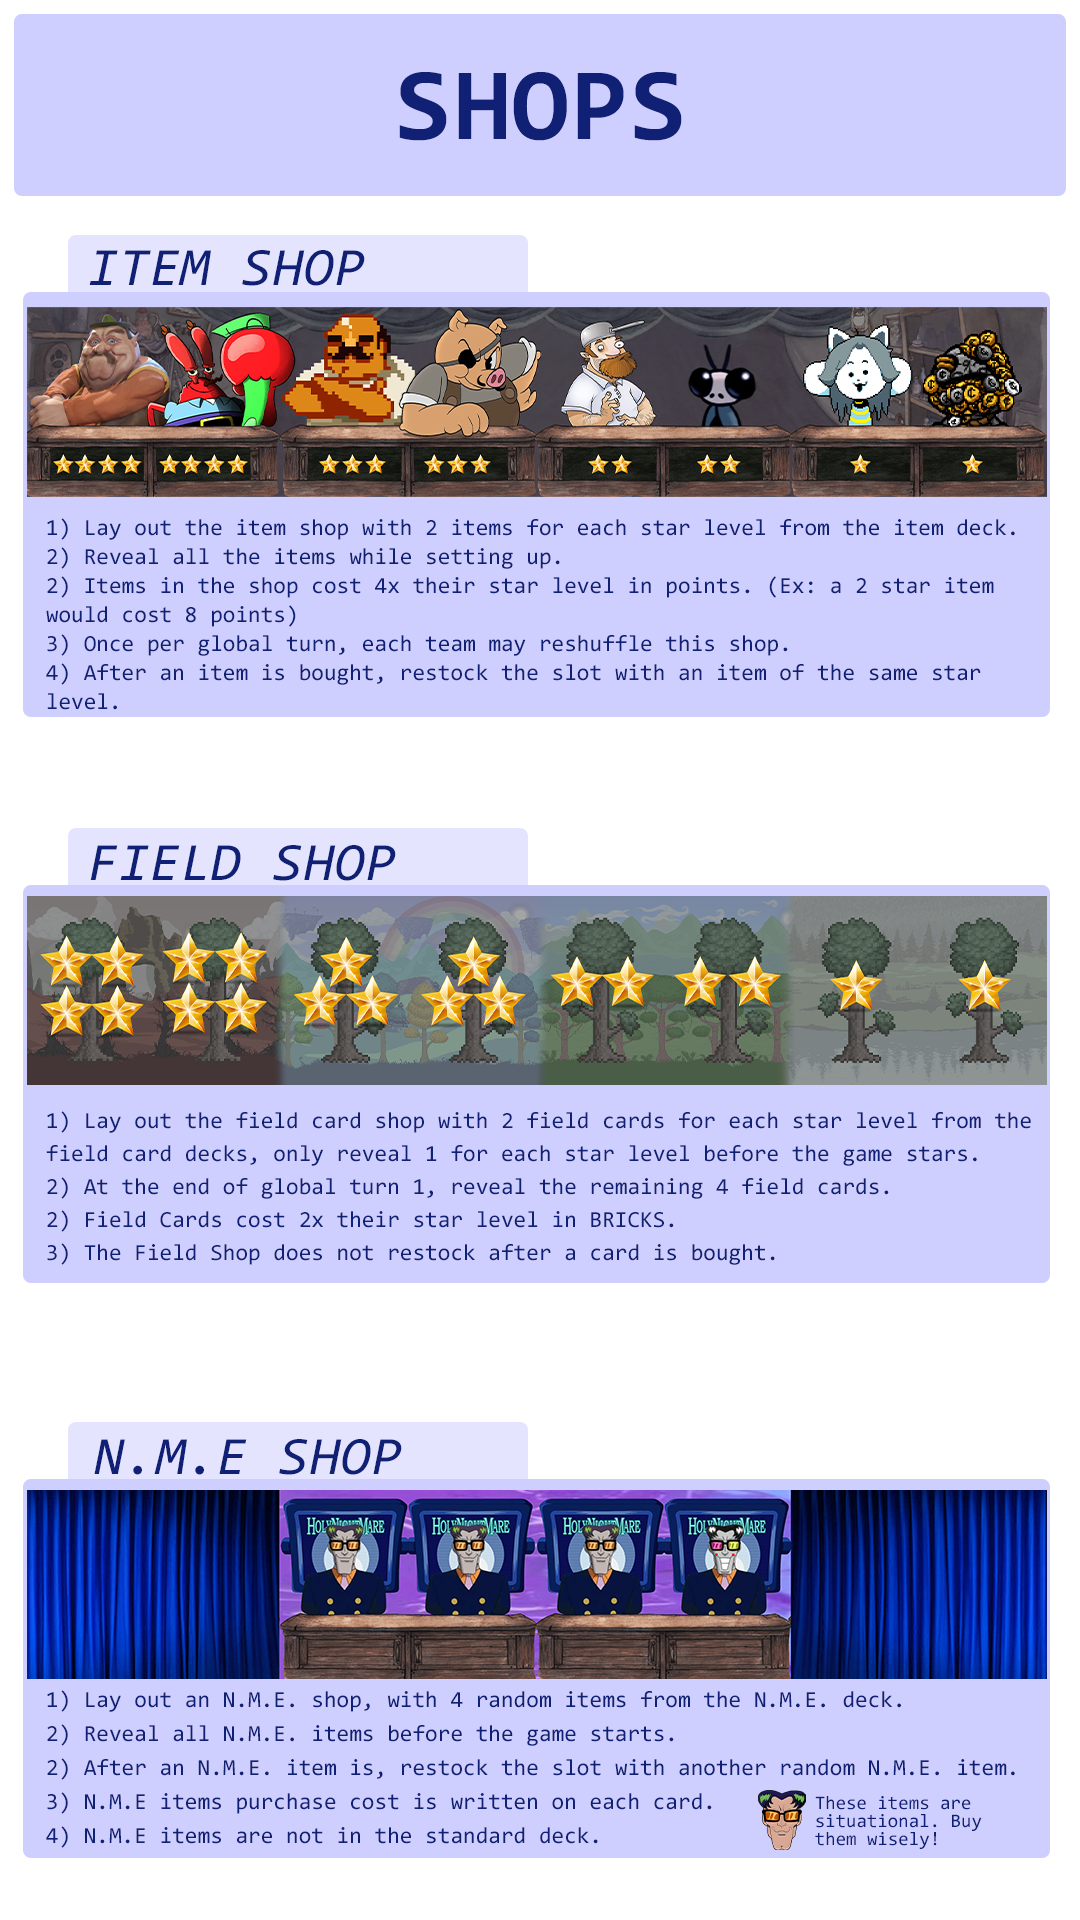 SHOPS
ITEM SHOP
1) Lay out the item shop with 2 items for each star level from the item deck.
2) Reveal all the items while setting up.
2) Items in the shop cost 4x their star level in points. (Ex: a 2 star item
would cost 8 points)
3) Once per global turn, each team may reshuffle this shop.
4) After an item is bought, restock the slot with an item of the same star
level.
FIELD SHOP
1) Lay out the field card shop with 2 field cards for each star level from the
field card decks, only reveal 1 for each star level before the game stars.
2) At the end of global turn 1, reveal the remaining 4 field cards.
2) Field Cards cost 2x their star level in BRICKS.
3) The Field Shop does not restock after a card is bought.
N.M.E SHOP
HOLYNIGHTMARE HOLYNIGHTMARE HOLYNIGHTMARE HOLYNIGHTMARE
1) Lay out an N.M.E. shop, with 4 random items from the N.M.E. deck.
2) Reveal all N.M.E. items before the game starts.
2) After an N.M.E. item is, restock the slot with another random N.M.E. item.
3) N.M.E items purchase cost is written on each card.
4) N.M.E items are not in the standard deck.
These items are
situational. Buy
them wisely!